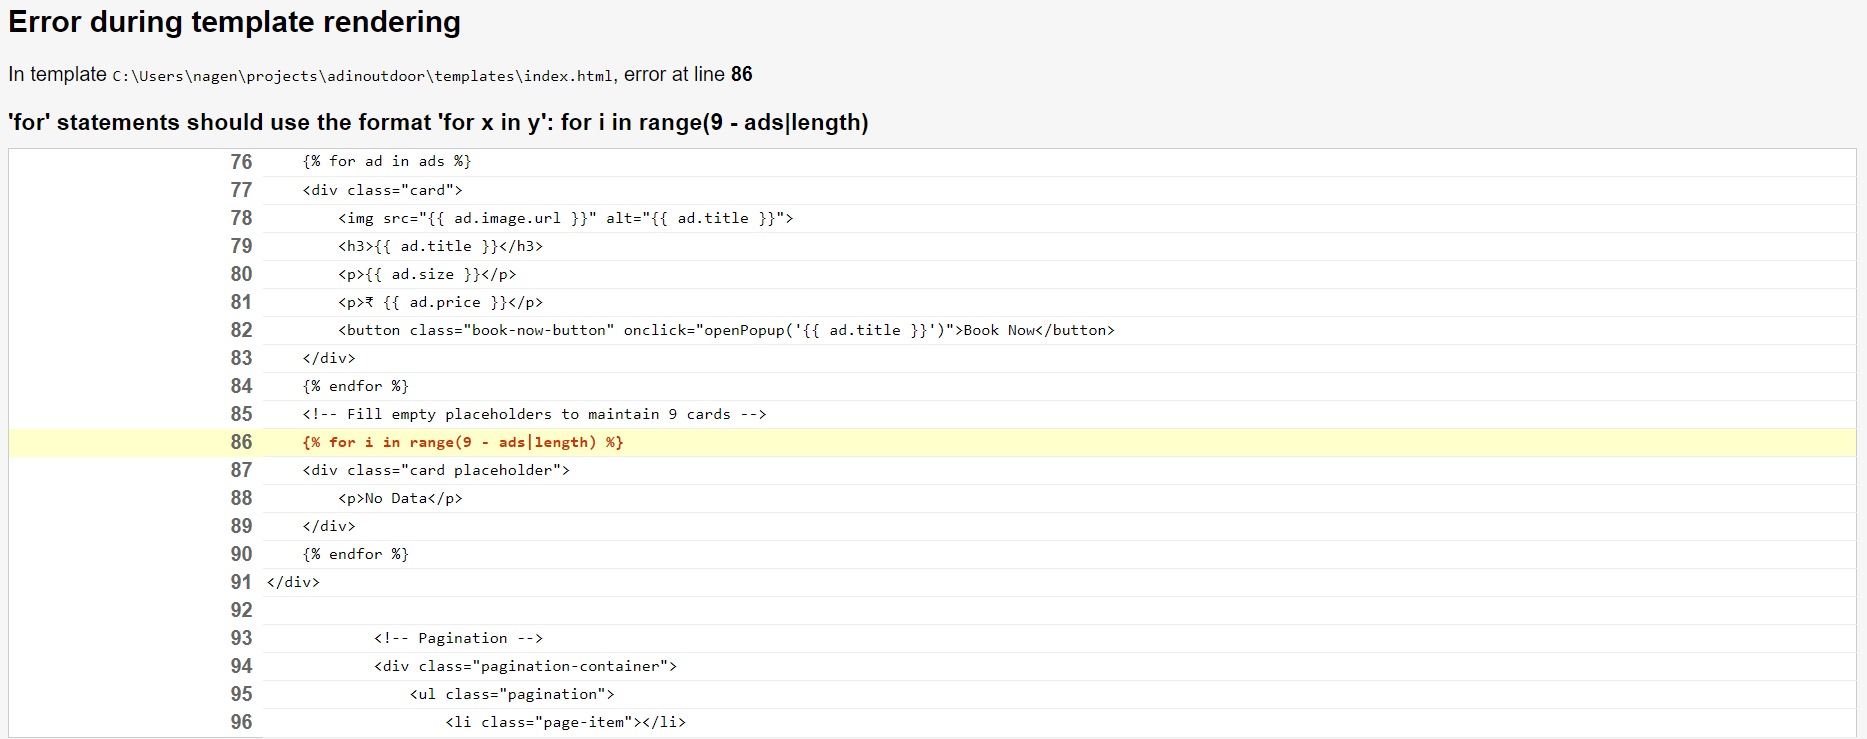 Error during template rendering
In template C:\Users\nagen\projects\adinoutdoor\templates\index.html, error at line 86
'for' statements should use the format 'for x in y': for i in range(9 - ads|length)
76 {% for ad in ads %}
77 <div class="card">
78 <img src="{{ ad.image.url }}" alt="{{ ad.title }}">
79 <h3>{{ ad.title }}</h3>
80 <p>{{ ad.size }}</p>
81 <p>₹ {{ ad.price }}</p>
82 <button class="book-now-button" onclick="openPopup('{{ ad.title }}')">Book Now</button>
83 </div>
84 {% endfor %}
85 <!-- Fill empty placeholders to maintain 9 cards -->
86 {% for i in range(9 - ads|length) %}
87 <div class="card placeholder">
88 <p>No Data</p>
89 </div>
90 {% endfor %}
91 </div>
92
93 <!-- Pagination -->
94 <div class="pagination-container">
95 <ul class="pagination">
96 <li class="page-item"></li>